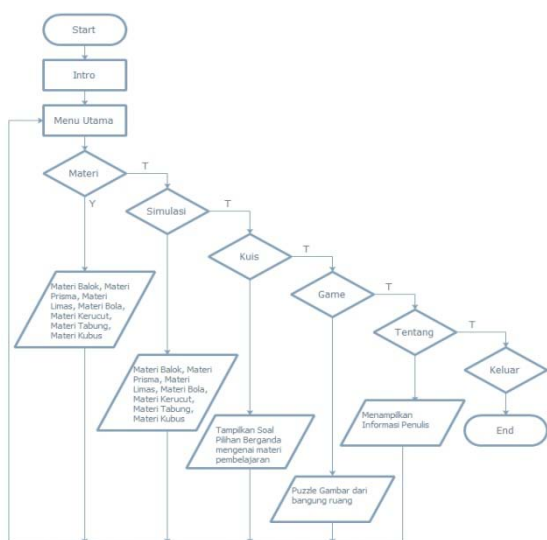 Start
Intro
Menu Utama
Materi
T
Y
Simulasi
T
Kuis
T
Game
T
Tentang
T
Keluar
End
Materi Balok, Materi
Prisma, Materi
Limas, Materi Bola,
Materi Kerucut,
Materi Tabung,
Materi Kubus
Materi Balok, Materi
Prisma, Materi
Limas, Materi Bola,
Materi Kerucut,
Materi Tabung,
Materi Kubus
Tampilkan Soal
Pilihan Berganda
mengenai materi
pembelajaran
Puzzle Gambar dari
bangung ruang
Menampilkan
Informasi Penulis